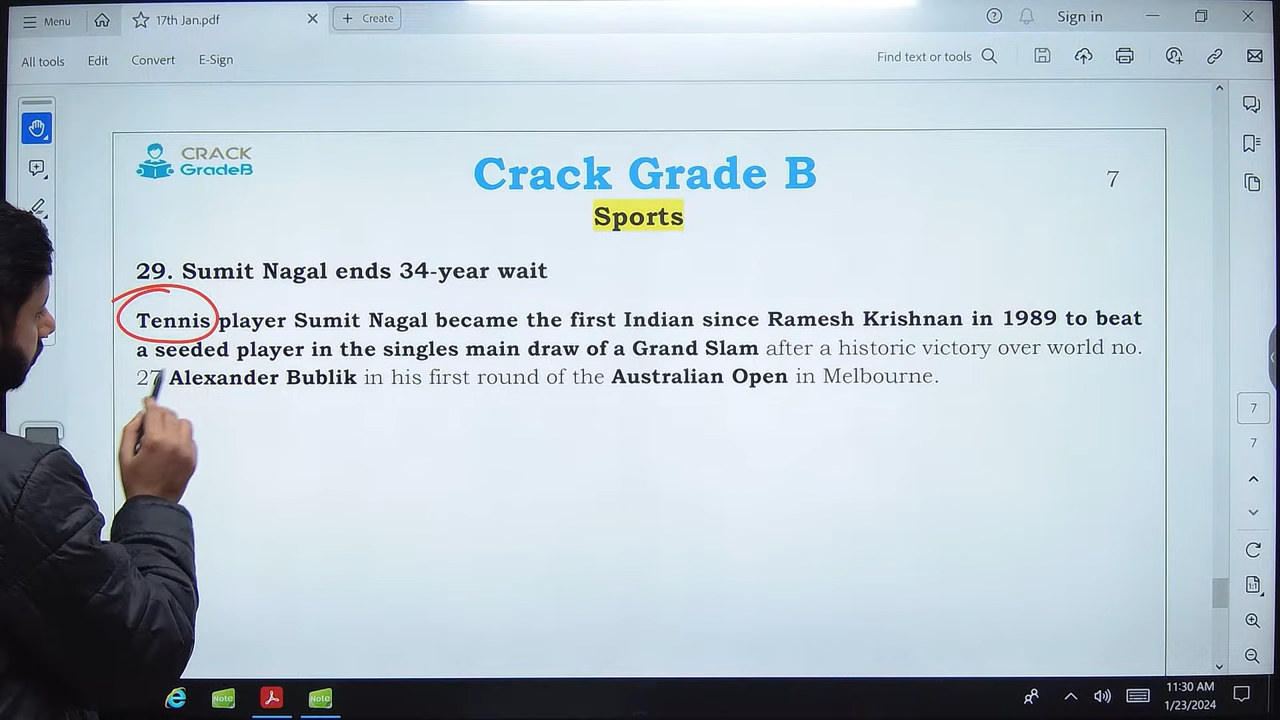 Menu
17th Jan.pdf
Create
Sign in
All tools
Edit
Convert
E-Sign
Find text or tools
CRACK
GradeB
Crack Grade B
7
Sports
29. Sumit Nagal ends 34-year wait
Tennis player Sumit Nagal became the first Indian since Ramesh Krishnan in 1989 to beat
a seeded player in the singles main draw of a Grand Slam after a historic victory over world no.
27 Alexander Bublik in his first round of the Australian Open in Melbourne.
7
7
1:1
Note
Note
11:30 AM
1/23/2024